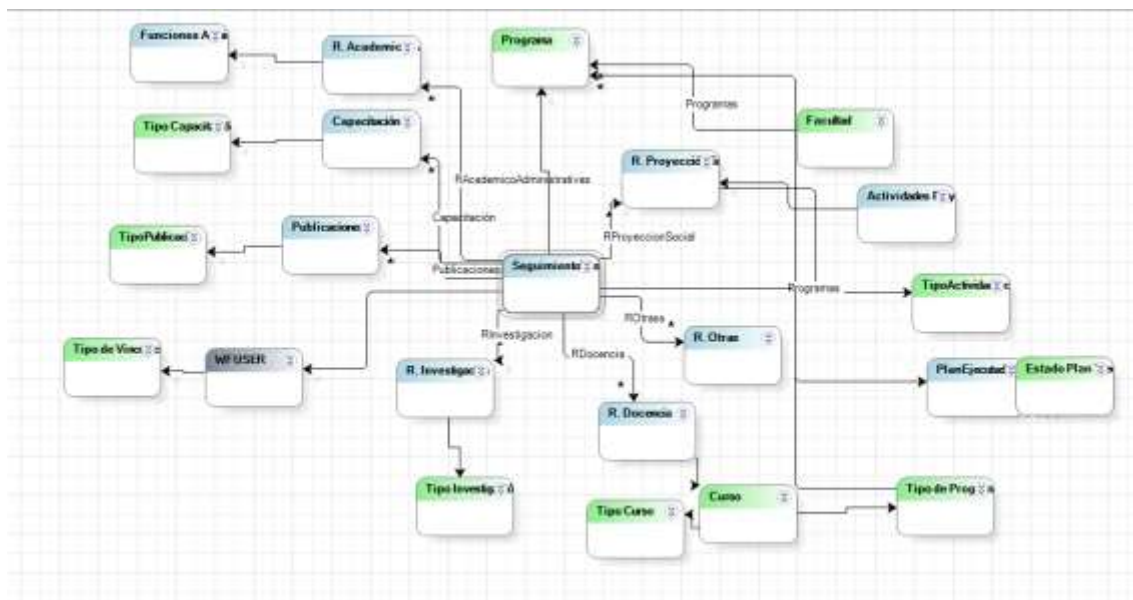 Funciones A
R. Academic
Programa
Programas
Tipo Capacit
Capacitación
Facultad
R. Proyecció
RAcademicoAdministrativas
Actividades
Capacitación
Publicacione
TipoPublicac
RProyeccionSocial
Publicaciones
Seguimiento
Programas
TipoActivida
ROtrass
RInvestigacion
RDocencia
R. Otras
Tipo de Vinc
WFUSER
R. Investigac
PlanEjecutad
Estado Plan
R. Docencia
Tipo Investig
Curso
Tipo de Prog
Tipo Curso